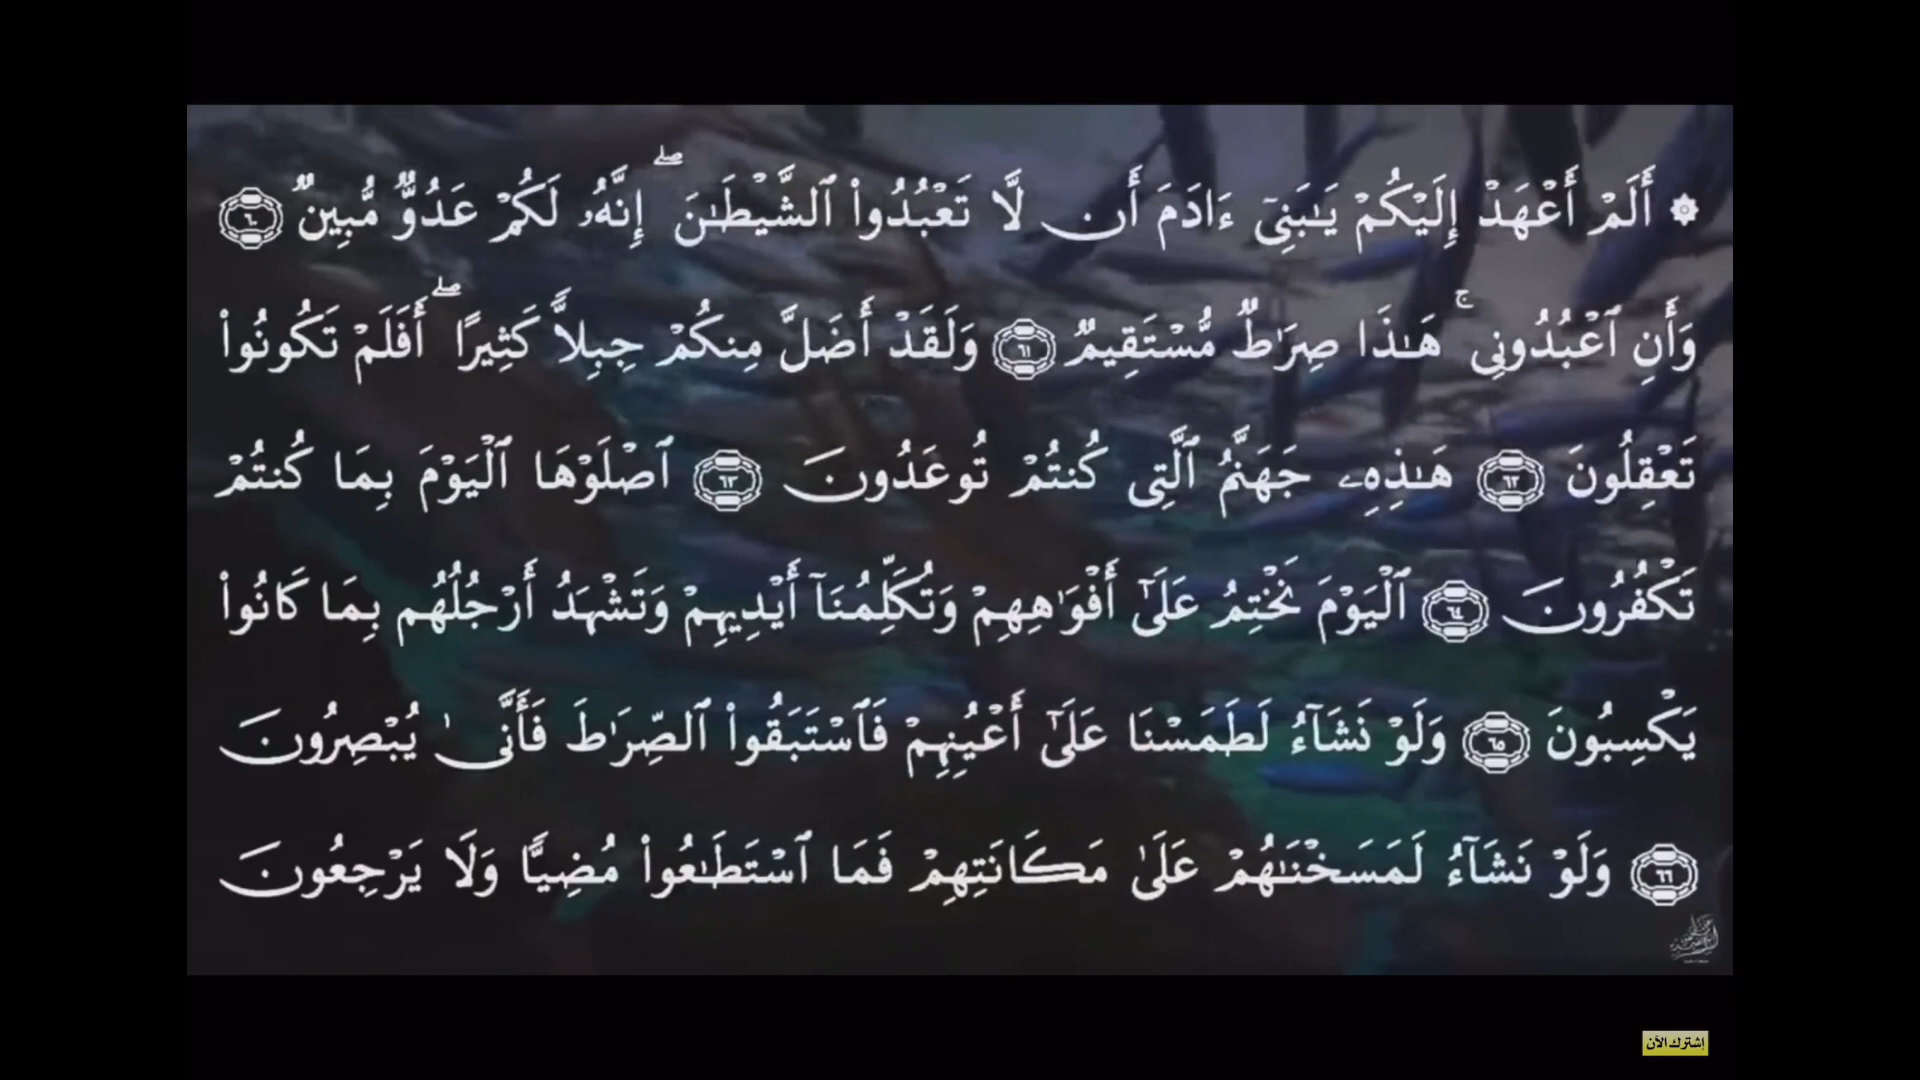 ۞ أَلَمْ أَعْهَدْ إِلَيْكُمْ يَـٰبَنِىٓ ءَادَمَ أَن لَّا تَعْبُدُوا۟ ٱلشَّيْطَـٰنَ ۖ إِنَّهُۥ لَكُمْ عَدُوٌّ مُّبِينٌ ٦٠
وَأَنِ ٱعْبُدُونِى ۚ هَـٰذَا صِرَٰطٌ مُّسْتَقِيمٌ ٦١ وَلَقَدْ أَضَلَّ مِنكُمْ جِبِلًّا كَثِيرًا ۖ أَفَلَمْ تَكُونُوا۟
تَعْقِلُونَ ٦٢ هَـٰذِهِۦ جَهَنَّمُ ٱلَّتِى كُنتُمْ تُوعَدُونَ ٦٣ ٱصْلَوْهَا ٱلْيَوْمَ بِمَا كُنتُمْ
تَكْفُرُونَ ٦٤ ٱلْيَوْمَ نَخْتِمُ عَلَىٰٓ أَفْوَٰهِهِمْ وَتُكَلِّمُنَآ أَيْدِيهِمْ وَتَشْهَدُ أَرْجُلُهُم بِمَا كَانُوا۟
يَكْسِبُونَ ٦٥ وَلَوْ نَشَآءُ لَطَمَسْنَا عَلَىٰٓ أَعْيُنِهِمْ فَٱسْتَبَقُوا۟ ٱلصِّرَٰطَ فَأَنَّىٰ يُبْصِرُونَ
٦٦ وَلَوْ نَشَآءُ لَمَسَخْنَـٰهُمْ عَلَىٰ مَكَانَتِهِمْ فَمَا ٱسْتَطَـٰعُوا۟ مُضِيًّا وَلَا يَرْجِعُونَ
إشترك الآن